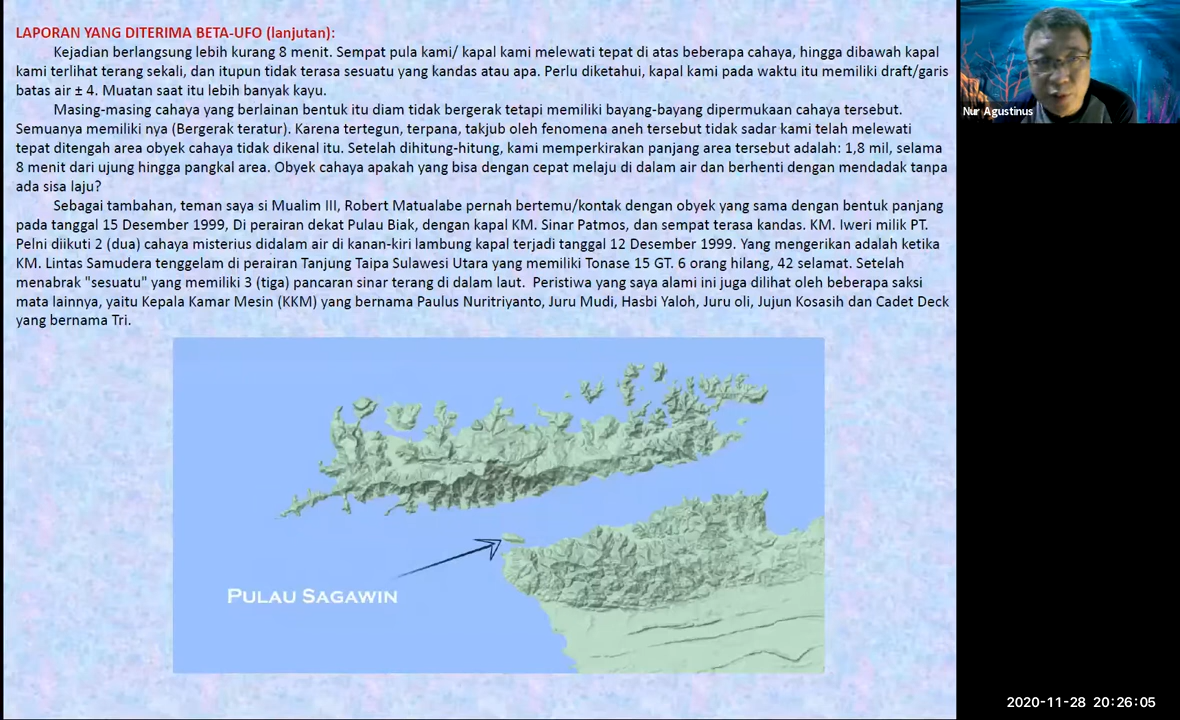 LAPORAN YANG DITERIMA BETA-UFO (lanjutan):
Kejadian berlangsung lebih kurang 8 menit. Sempat pula kami/ kapal kami melewati tepat di atas beberapa cahaya, hingga dibawah kapal
kami terlihat terang sekali, dan itupun tidak terasa sesuatu yang kandas atau apa. Perlu diketahui, kapal kami pada waktu itu memiliki draft/garis
batas air ± 4. Muatan saat itu lebih banyak kayu.
Masing-masing cahaya yang berlainan bentuk itu diam tidak bergerak tetapi memiliki bayang-bayang dipermukaan cahaya tersebut.
Semuanya memiliki nya (Bergerak teratur). Karena tertegun, terpana, takjub oleh fenomena aneh tersebut tidak sadar kami telah melewati
tepat ditengah area obyek cahaya tidak dikenal itu. Setelah dihitung-hitung, kami memperkirakan panjang area tersebut adalah: 1,8 mil, selama
8 menit dari ujung hingga pangkal area. Obyek cahaya apakah yang bisa dengan cepat melaju di dalam air dan berhenti dengan mendadak tanpa
ada sisa laju?
Sebagai tambahan, teman saya si Mualim III, Robert Matualabe pernah bertemu/kontak dengan obyek yang sama dengan bentuk panjang
pada tanggal 15 Desember 1999, Di perairan dekat Pulau Biak, dengan kapal KM. Sinar Patmos, dan sempat terasa kandas. KM. Iweri milik PT.
Pelni diikuti 2 (dua) cahaya misterius didalam air di kanan-kiri lambung kapal terjadi tanggal 12 Desember 1999. Yang mengerikan adalah ketika
KM. Lintas Samudera tenggelam di perairan Tanjung Taipa Sulawesi Utara yang memiliki Tonase 15 GT. 6 orang hilang, 42 selamat. Setelah
menabrak "sesuatu" yang memiliki 3 (tiga) pancaran sinar terang di dalam laut.  Peristiwa yang saya alami ini juga dilihat oleh beberapa saksi
mata lainnya, yaitu Kepala Kamar Mesin (KKM) yang bernama Paulus Nuritriyanto, Juru Mudi, Hasbi Yaloh, Juru oli, Jujun Kosasih dan Cadet Deck
yang bernama Tri.
PULAU SAGAWIN
Nur Agustinus
2020-11-28 20:26:05